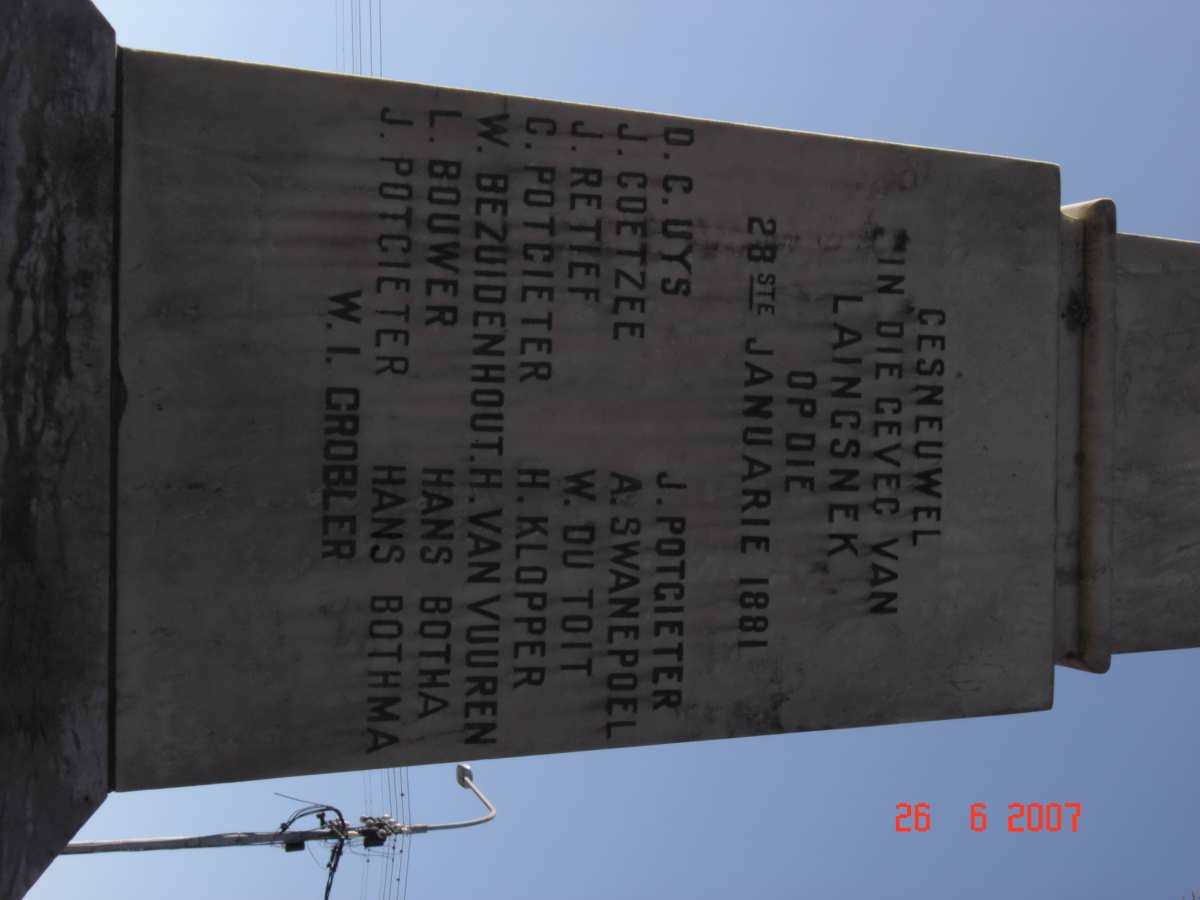 GESNEUWEL
IN DIE GEVEG VAN
LAINGSNEK
OP DIE
28STE JANUARIE 1881
D. C. UYS J. POTGIETER
J. COETZEE A. SWANEPOEL
J. RETIEF W. DU TOIT
C. POTGIETER H. KLOPPER
W. BEZUIDENHOUT. H. VAN VUUREN
L. BOUWER HANS BOTHA
J. POTGIETER HANS BOTHMA
W. I. GROBLER
26 6 2007